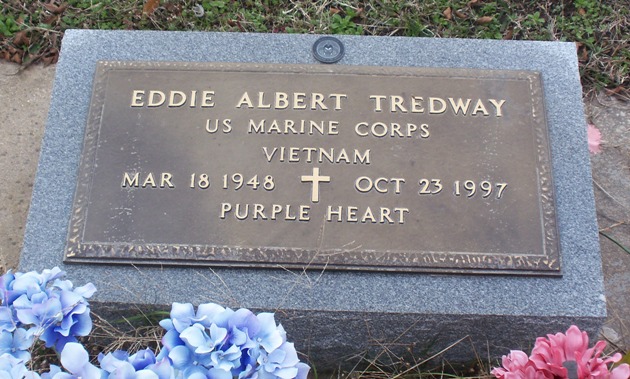 EDDIE ALBERT TREDWAY
US MARINE CORPS
VIETNAM
MAR 18 1948 OCT 23 1997
PURPLE HEART